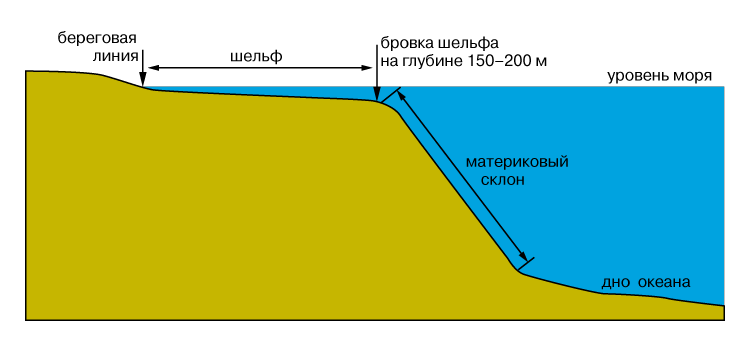 береговая
линия
шельф
бровка шельфа
на глубине 150–200 м
уровень моря
материковый
склон
дно океана